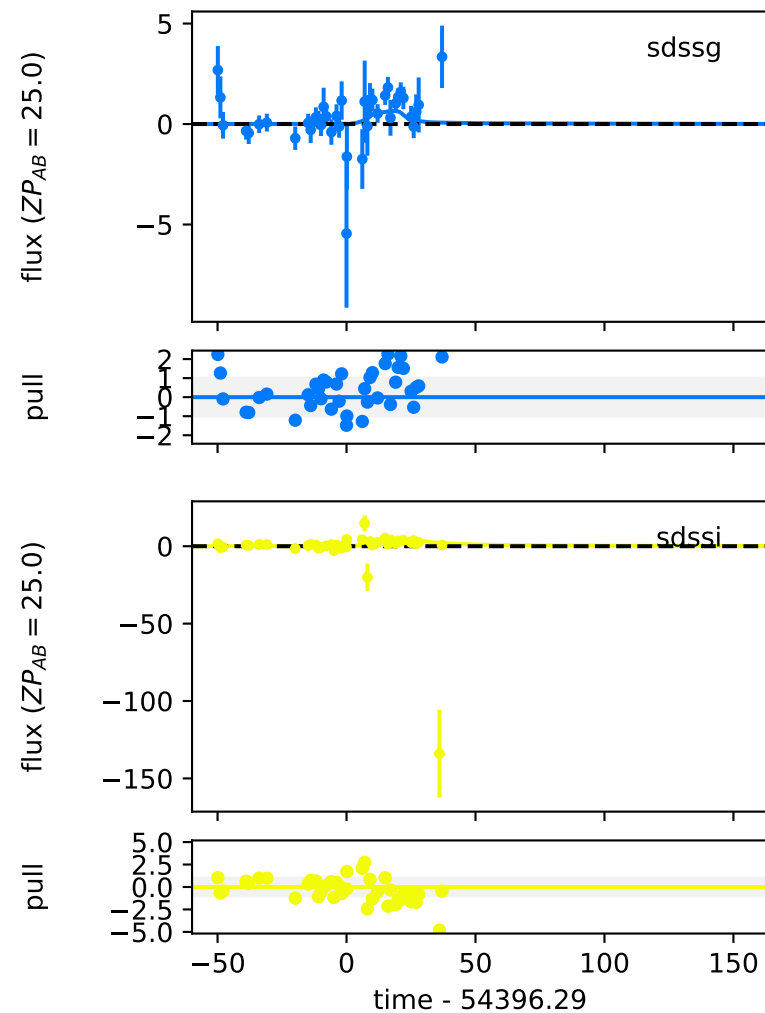 5
0
−5
flux (ZP_AB = 25.0)
sdssg
2
1
0
−1
−2
pull
0
−50
−100
−150
flux (ZP_AB = 25.0)
sdssi
5.0
2.5
0.0
−2.5
−5.0
pull
−50 0 50 100 150
time - 54396.29